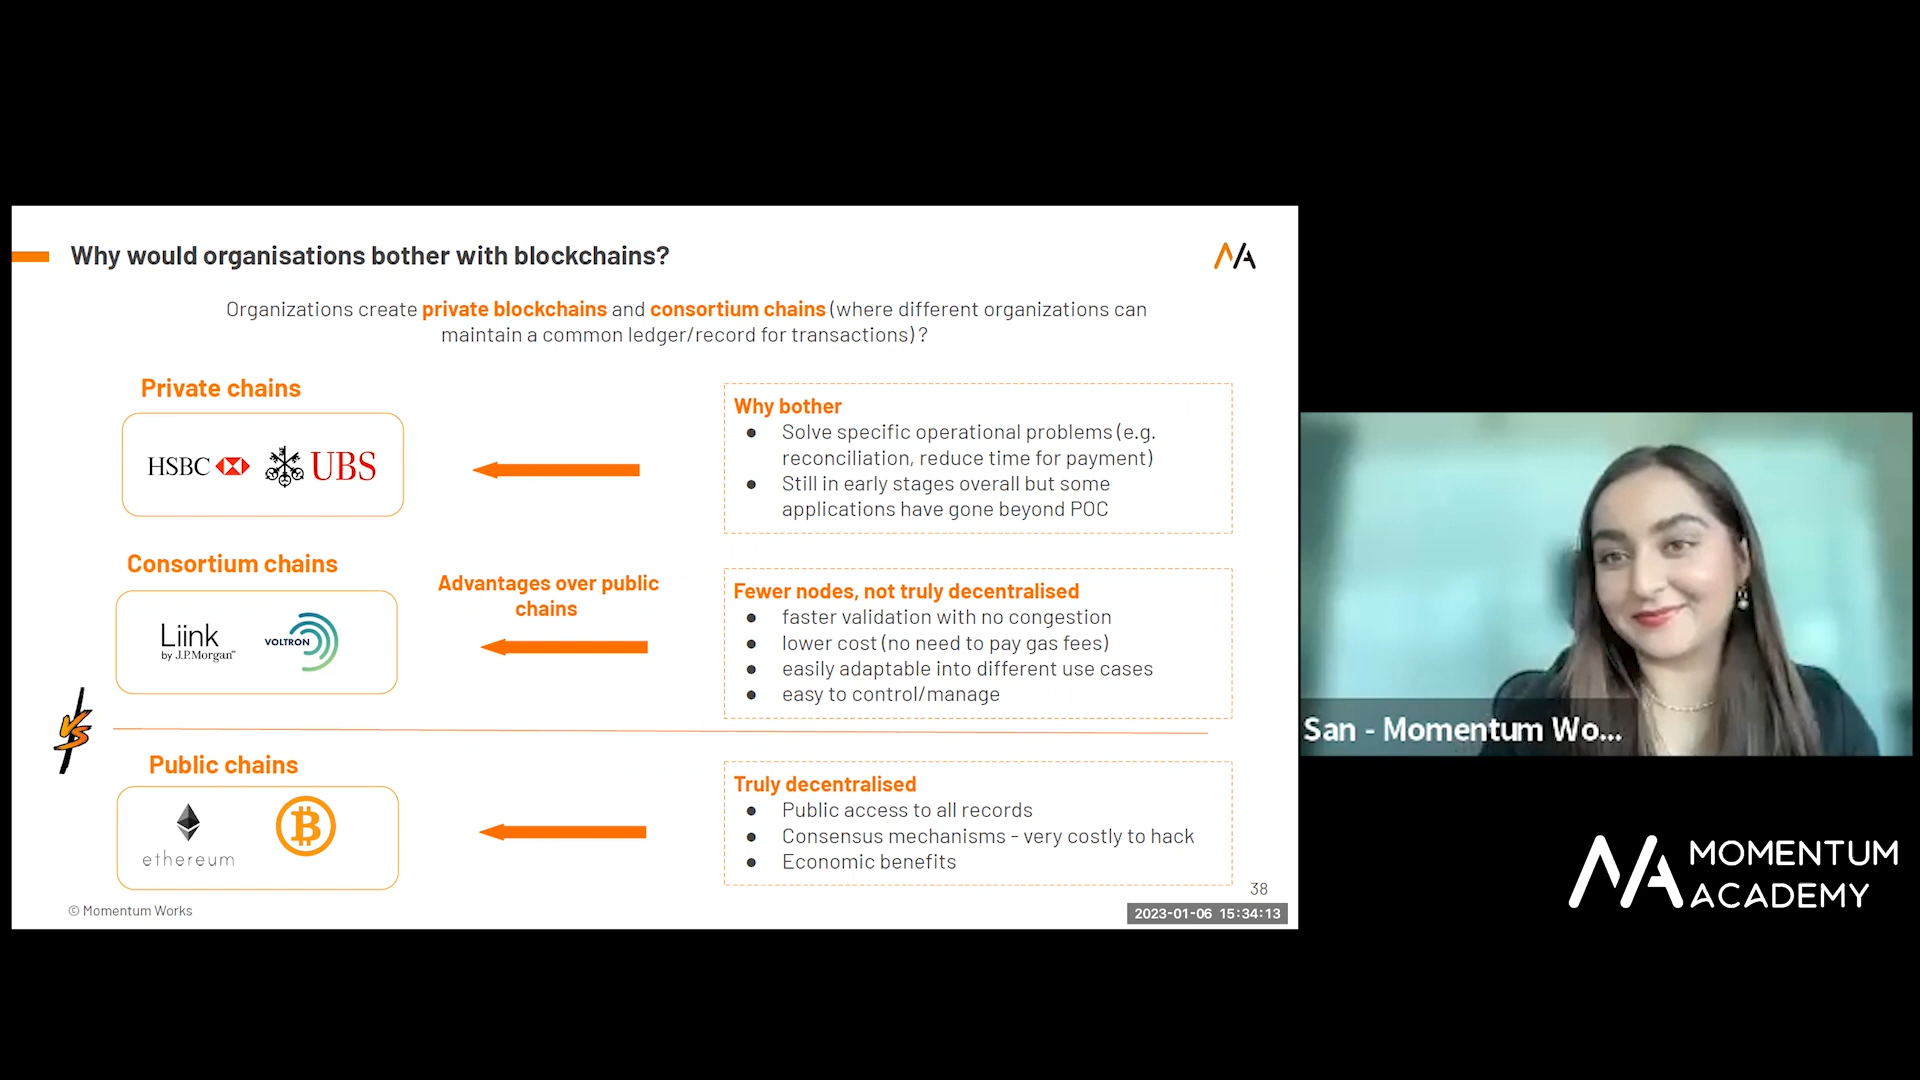 Why would organisations bother with blockchains?
Organizations create private blockchains and consortium chains (where different organizations can
maintain a common ledger/record for transactions) ?
Private chains
HSBC UBS
Why bother
● Solve specific operational problems (e.g.
reconciliation, reduce time for payment)
● Still in early stages overall but some
applications have gone beyond POC
Consortium chains
Liink
by J.P.Morgan™
VOLTRON
Advantages over public
chains
Fewer nodes, not truly decentralised
● faster validation with no congestion
● lower cost (no need to pay gas fees)
● easily adaptable into different use cases
● easy to control/manage
VS
Public chains
ethereum
Truly decentralised
● Public access to all records
● Consensus mechanisms - very costly to hack
● Economic benefits
38
© Momentum Works
2023-01-06 15:34:13
San - Momentum Wo...
MOMENTUM
ACADEMY